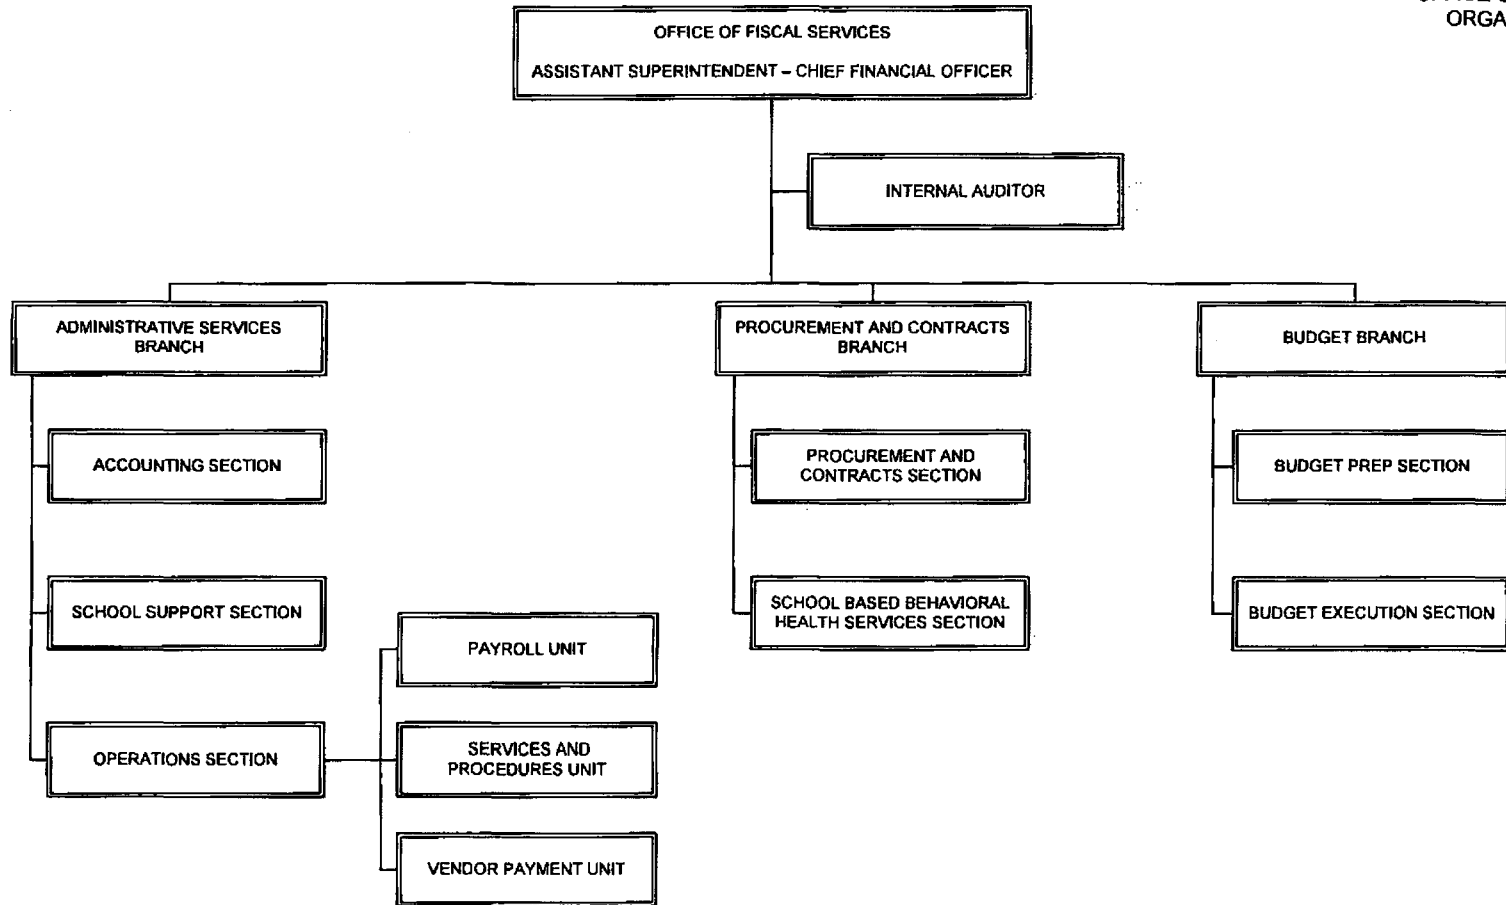 ORGA
OFFICE OF FISCAL SERVICES
ASSISTANT SUPERINTENDENT – CHIEF FINANCIAL OFFICER
INTERNAL AUDITOR
ADMINISTRATIVE SERVICES
BRANCH
PROCUREMENT AND CONTRACTS
BRANCH
BUDGET BRANCH
ACCOUNTING SECTION
PROCUREMENT AND
CONTRACTS SECTION
BUDGET PREP SECTION
SCHOOL SUPPORT SECTION
SCHOOL BASED BEHAVIORAL
HEALTH SERVICES SECTION
BUDGET EXECUTION SECTION
PAYROLL UNIT
OPERATIONS SECTION
SERVICES AND
PROCEDURES UNIT
VENDOR PAYMENT UNIT